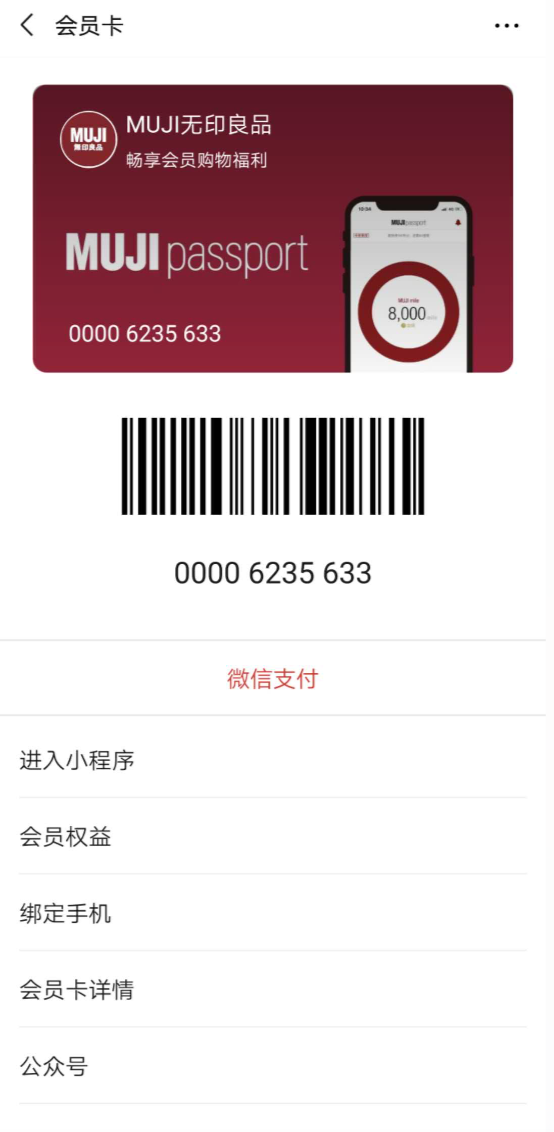 会员卡
MUJI
無印良品
MUJI无印良品
畅享会员购物福利
MUJI passport
10:04
MUJI passport
MUJI mile
8,000
0000 6235 633
0000 6235 633
微信支付
进入小程序
会员权益
绑定手机
会员卡详情
公众号